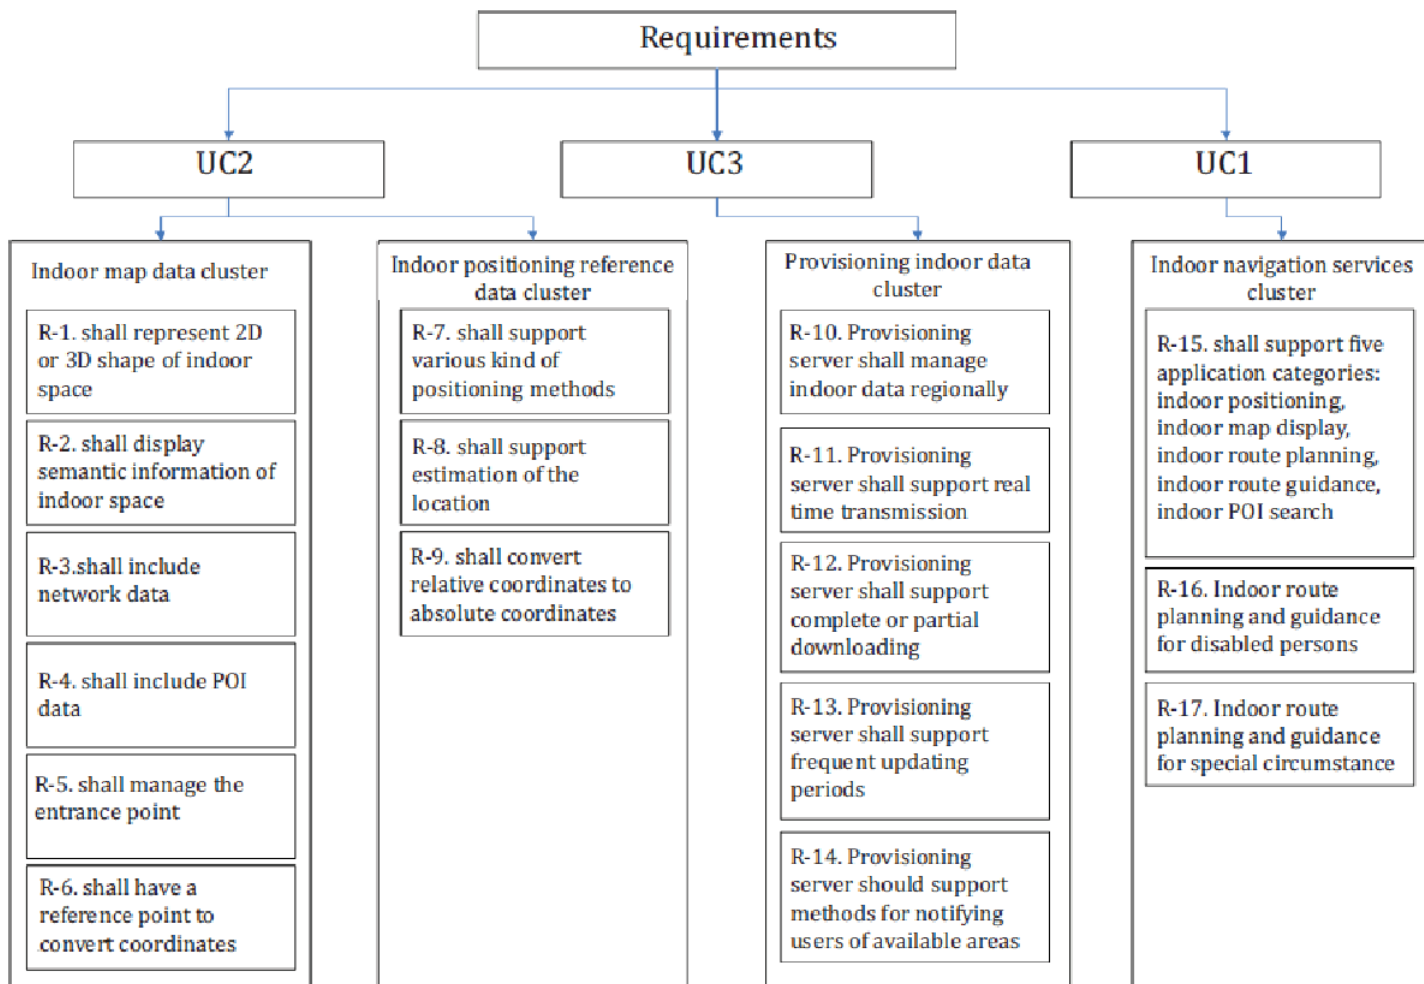 Requirements
UC2
UC3
UC1
Indoor map data cluster
R-1. shall represent 2D
or 3D shape of indoor
space
R-2. shall display
semantic information of
indoor space
R-3.shall include
network data
R-4. shall include POI
data
R-5. shall manage the
entrance point
R-6. shall have a
reference point to
convert coordinates
Indoor positioning reference
data cluster
R-7. shall support
various kind of
positioning methods
R-8. shall support
estimation of the
location
R-9. shall convert
relative coordinates to
absolute coordinates
Provisioning indoor data
cluster
R-10. Provisioning
server shall manage
indoor data regionally
R-11. Provisioning
server shall support real
time transmission
R-12. Provisioning
server shall support
complete or partial
downloading
R-13. Provisioning
server shall support
frequent updating
periods
R-14. Provisioning
server should support
methods for notifying
users of available areas
Indoor navigation services
cluster
R-15. shall support five
application categories:
indoor positioning,
indoor map display,
indoor route planning,
indoor route guidance,
indoor POI search
R-16. Indoor route
planning and guidance
for disabled persons
R-17. Indoor route
planning and guidance
for special circumstance